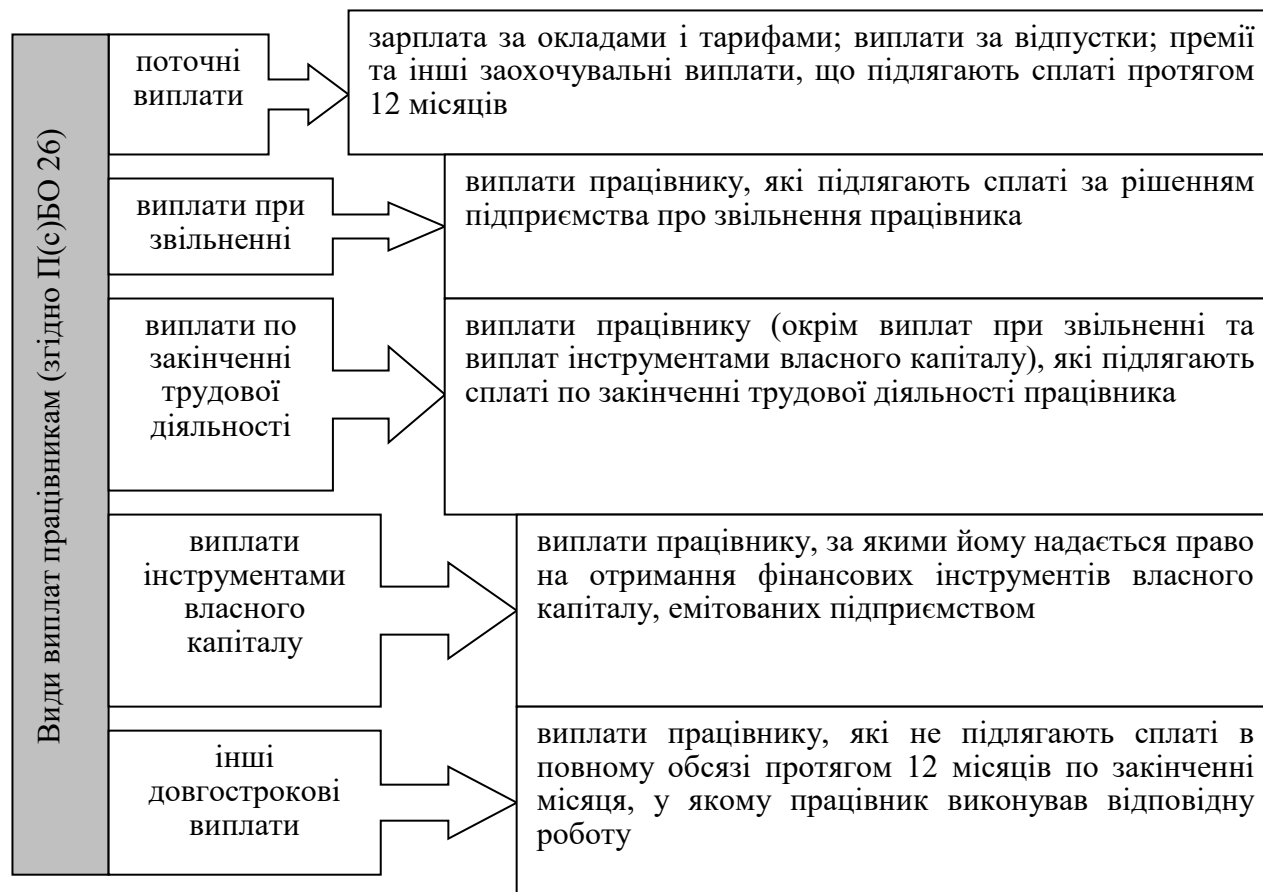 Види виплат працівникам (згідно П(с)БО 26)
поточні
виплати
зарплата за окладами і тарифами; виплати за відпустки; премії
та інші заохочувальні виплати, що підлягають сплаті протягом
12 місяців
виплати при
звільненні
виплати працівнику, які підлягають сплаті за рішенням
підприємства про звільнення працівника
виплати по
закінченні
трудової
діяльності
виплати працівнику (окрім виплат при звільненні та
виплат інструментами власного капіталу), які підлягають
сплаті по закінченні трудової діяльності працівника
виплати
інструментами
власного
капіталу
виплати працівнику, за якими йому надається право
на отримання фінансових інструментів власного
капіталу, емітованих підприємством
інші
довгострокові
виплати
виплати працівнику, які не підлягають сплаті в
повному обсязі протягом 12 місяців по закінченні
місяця, у якому працівник виконував відповідну
роботу